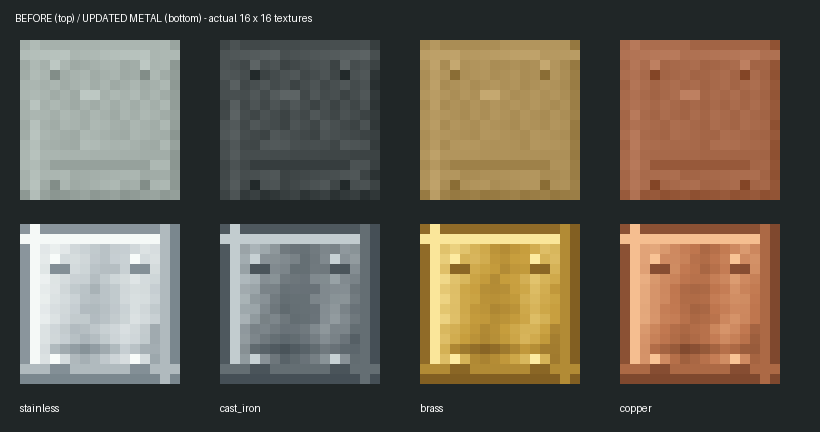 BEFORE (top) / UPDATED METAL (bottom) - actual 16 x 16 textures
stainless
cast_iron
brass
copper